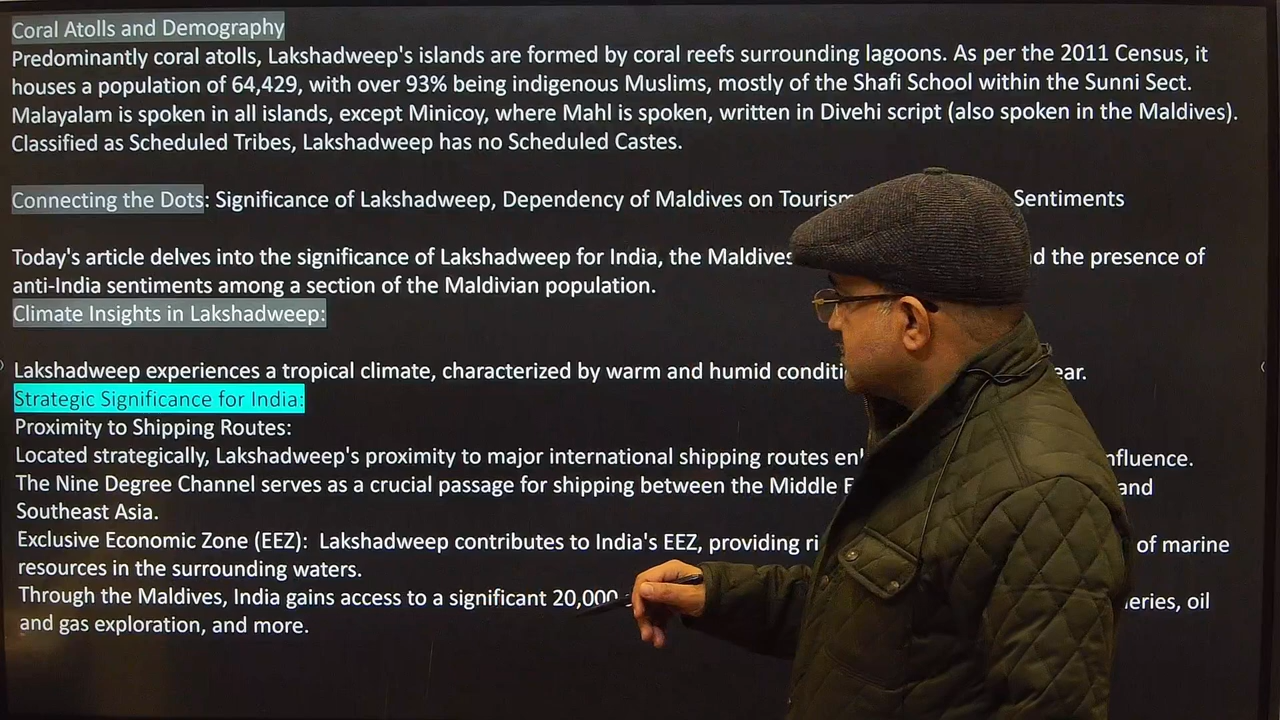 Coral Atolls and Demography
Predominantly coral atolls, Lakshadweep's islands are formed by coral reefs surrounding lagoons. As per the 2011 Census, it
houses a population of 64,429, with over 93% being indigenous Muslims, mostly of the Shafi School within the Sunni Sect.
Malayalam is spoken in all islands, except Minicoy, where Mahl is spoken, written in Divehi script (also spoken in the Maldives).
Classified as Scheduled Tribes, Lakshadweep has no Scheduled Castes.
Connecting the Dots: Significance of Lakshadweep, Dependency of Maldives on Tourism Sentiments
Today's article delves into the significance of Lakshadweep for India, the Maldives the presence of
anti-India sentiments among a section of the Maldivian population.
Climate Insights in Lakshadweep:
Lakshadweep experiences a tropical climate, characterized by warm and humid
Strategic Significance for India:
Proximity to Shipping Routes:
Located strategically, Lakshadweep's proximity to major international shipping routes
The Nine Degree Channel serves as a crucial passage for shipping between the Middle and
Southeast Asia.
Exclusive Economic Zone (EEZ): Lakshadweep contributes to India's EEZ, providing of marine
resources in the surrounding waters.
Through the Maldives, India gains access to a significant 20,000 oil
and gas exploration, and more.